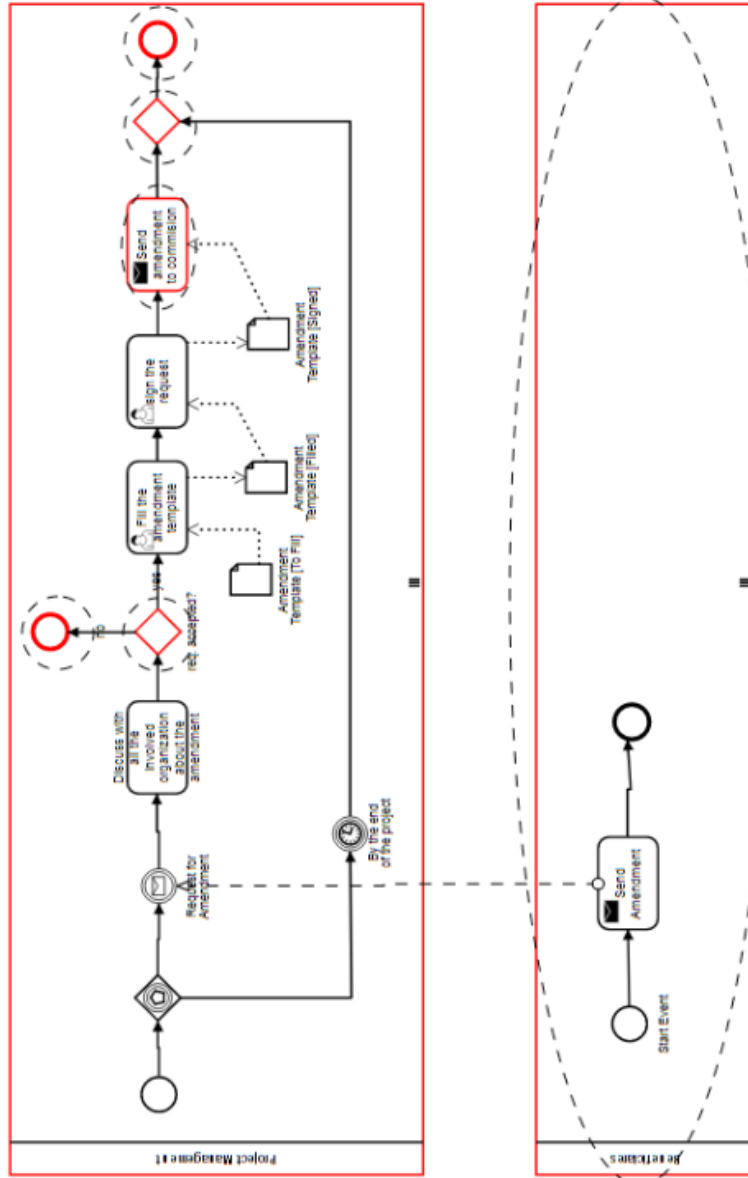 Project Management
Request for
Amendment
By the end
of the project
Discuss with
all the
involved
organization
about the
amendment
req. accepted?
no
yes
Fill the
amendment
template
Amendment
Template [To Fill]
sign the
request
Amendment
Template [Filled]
Send
amendment
to commision
Amendment
Template [Signed]
Beneficiaries
Start Event
Send
Amendment